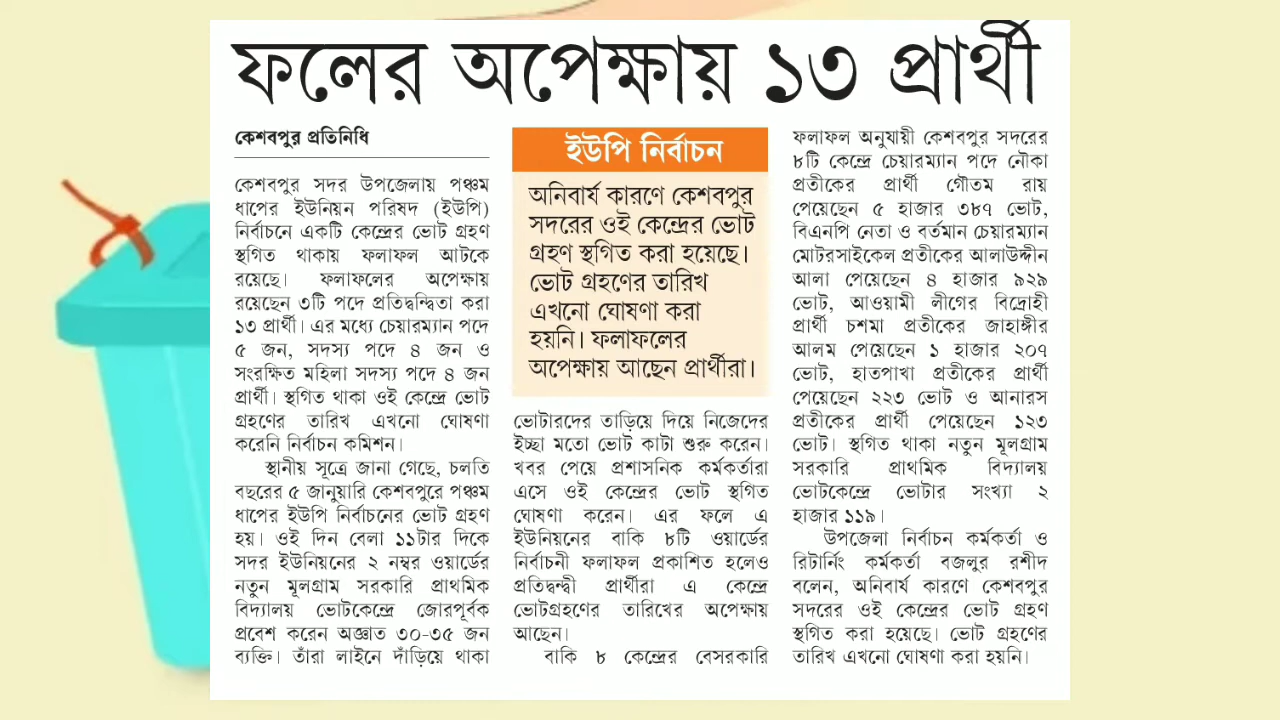 ফলের অপেক্ষায় ১৩ প্রার্থী
কেশবপুর প্রতিনিধি
কেশবপুর সদর উপজেলায় পঞ্চম
ধাপের ইউনিয়ন পরিষদ (ইউপি)
নির্বাচনে একটি কেন্দ্রের ভোট গ্রহণ
স্থগিত থাকায় ফলাফল আটকে
রয়েছে। ফলাফলের অপেক্ষায়
রয়েছেন ৩টি পদে প্রতিদ্বন্দ্বিতা করা
১৩ প্রার্থী। এর মধ্যে চেয়ারম্যান পদে
৫ জন, সদস্য পদে ৪ জন ও
সংরক্ষিত মহিলা সদস্য পদে ৪ জন
প্রার্থী। স্থগিত থাকা ওই কেন্দ্রে ভোট
গ্রহণের তারিখ এখনো ঘোষণা
করেনি নির্বাচন কমিশন।
স্থানীয় সূত্রে জানা গেছে, চলতি
বছরের ৫ জানুয়ারি কেশবপুরে পঞ্চম
ধাপের ইউপি নির্বাচনের ভোট গ্রহণ
হয়। ওই দিন বেলা ১১টার দিকে
সদর ইউনিয়নের ২ নম্বর ওয়ার্ডের
নতুন মূলগ্রাম সরকারি প্রাথমিক
বিদ্যালয় ভোটকেন্দ্রে জোরপূর্বক
প্রবেশ করেন অজ্ঞাত ৩০-৩৫ জন
ব্যক্তি। তাঁরা লাইনে দাঁড়িয়ে থাকা
ইউপি নির্বাচন
অনিবার্য কারণে কেশবপুর
সদরের ওই কেন্দ্রের ভোট
গ্রহণ স্থগিত করা হয়েছে।
ভোট গ্রহণের তারিখ
এখনো ঘোষণা করা
হয়নি। ফলাফলের
অপেক্ষায় আছেন প্রার্থীরা।
ভোটারদের তাড়িয়ে দিয়ে নিজেদের
ইচ্ছা মতো ভোট কাটা শুরু করেন।
খবর পেয়ে প্রশাসনিক কর্মকর্তারা
এসে ওই কেন্দ্রের ভোট স্থগিত
ঘোষণা করেন। এর ফলে এ
ইউনিয়নের বাকি ৮টি ওয়ার্ডের
নির্বাচনী ফলাফল প্রকাশিত হলেও
প্রতিদ্বন্দ্বী প্রার্থীরা এ কেন্দ্রে
ভোটগ্রহণের তারিখের অপেক্ষায়
আছেন।
বাকি ৮ কেন্দ্রের বেসরকারি
ফলাফল অনুযায়ী কেশবপুর সদরের
৮টি কেন্দ্রে চেয়ারম্যান পদে নৌকা
প্রতীকের প্রার্থী গৌতম রায়
পেয়েছেন ৫ হাজার ৩৮৭ ভোট,
বিএনপি নেতা ও বর্তমান চেয়ারম্যান
মোটরসাইকেল প্রতীকের আলাউদ্দীন
আলা পেয়েছেন ৪ হাজার ৯২৯
ভোট, আওয়ামী লীগের বিদ্রোহী
প্রার্থী চশমা প্রতীকের জাহাঙ্গীর
আলম পেয়েছেন ১ হাজার ২০৭
ভোট, হাতপাখা প্রতীকের প্রার্থী
পেয়েছেন ২২৩ ভোট ও আনারস
প্রতীকের প্রার্থী পেয়েছেন ১২৩
ভোট। স্থগিত থাকা নতুন মূলগ্রাম
সরকারি প্রাথমিক বিদ্যালয়
ভোটকেন্দ্রে ভোটার সংখ্যা ২
হাজার ১১৯।
উপজেলা নির্বাচন কর্মকর্তা ও
রিটার্নিং কর্মকর্তা বজলুর রশীদ
বলেন, অনিবার্য কারণে কেশবপুর
সদরের ওই কেন্দ্রের ভোট গ্রহণ
স্থগিত করা হয়েছে। ভোট গ্রহণের
তারিখ এখনো ঘোষণা করা হয়নি।